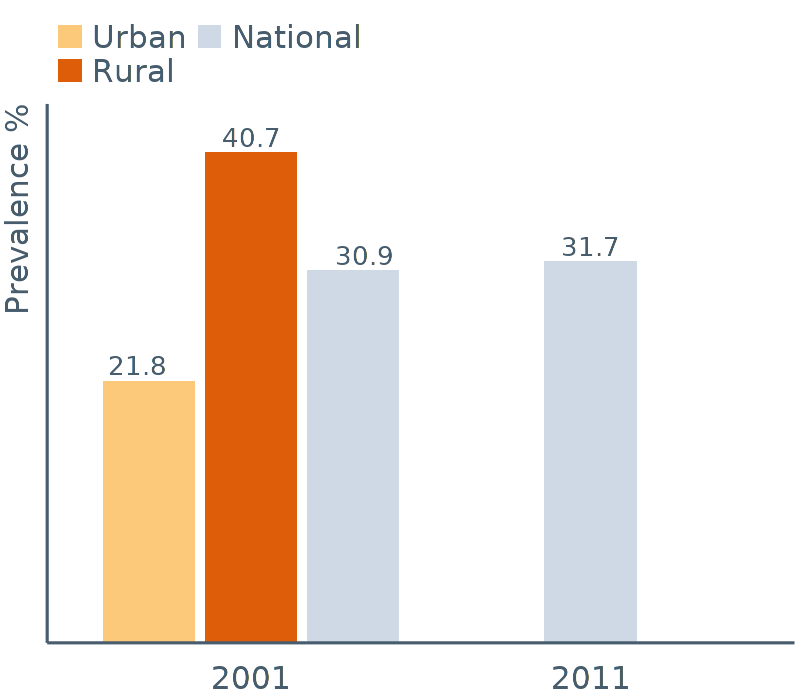 Urban National
Rural
Prevalence %
40.7
31.7
30.9
21.8
2001 2011